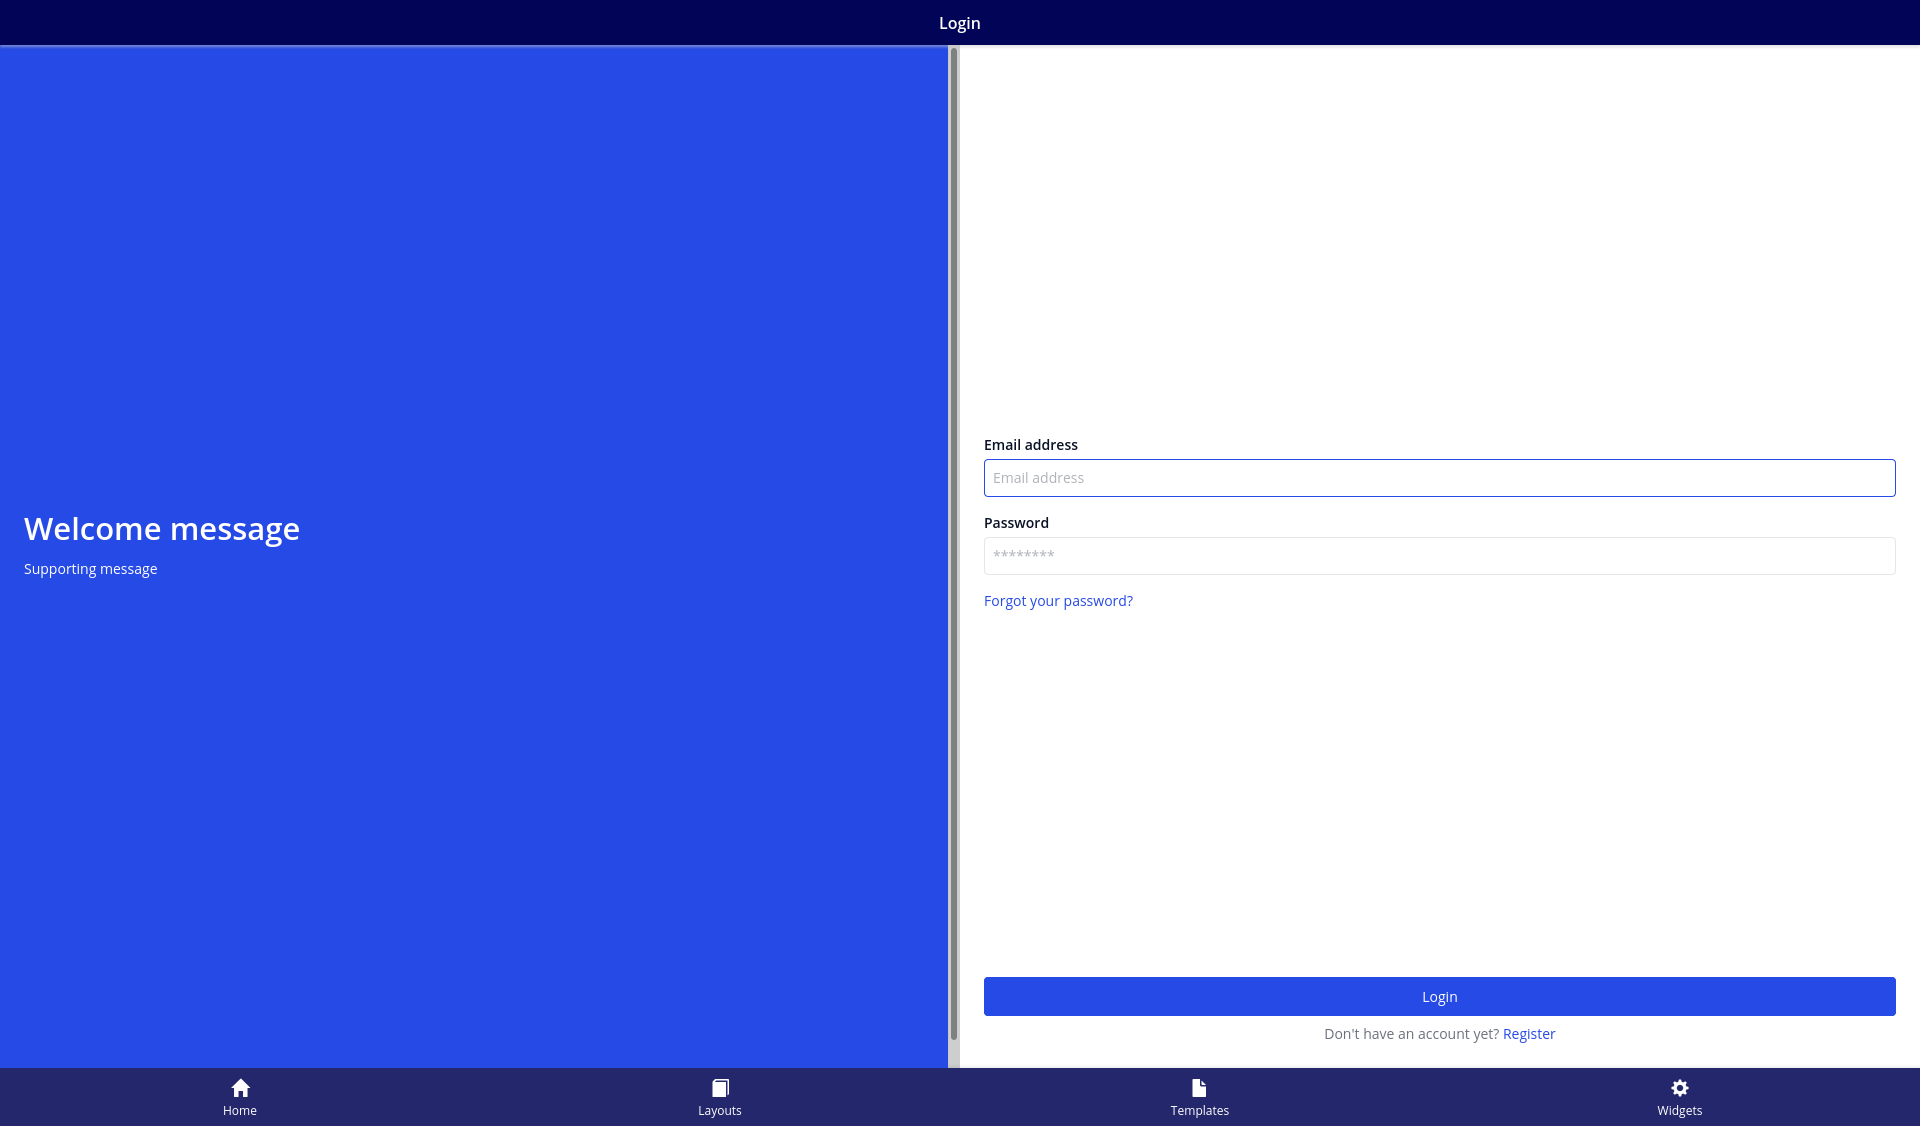 Login
Welcome message
Supporting message
Email address
Email address
Password
********
Forgot your password?
Login
Don't have an account yet? Register
Home
Layouts
Templates
Widgets